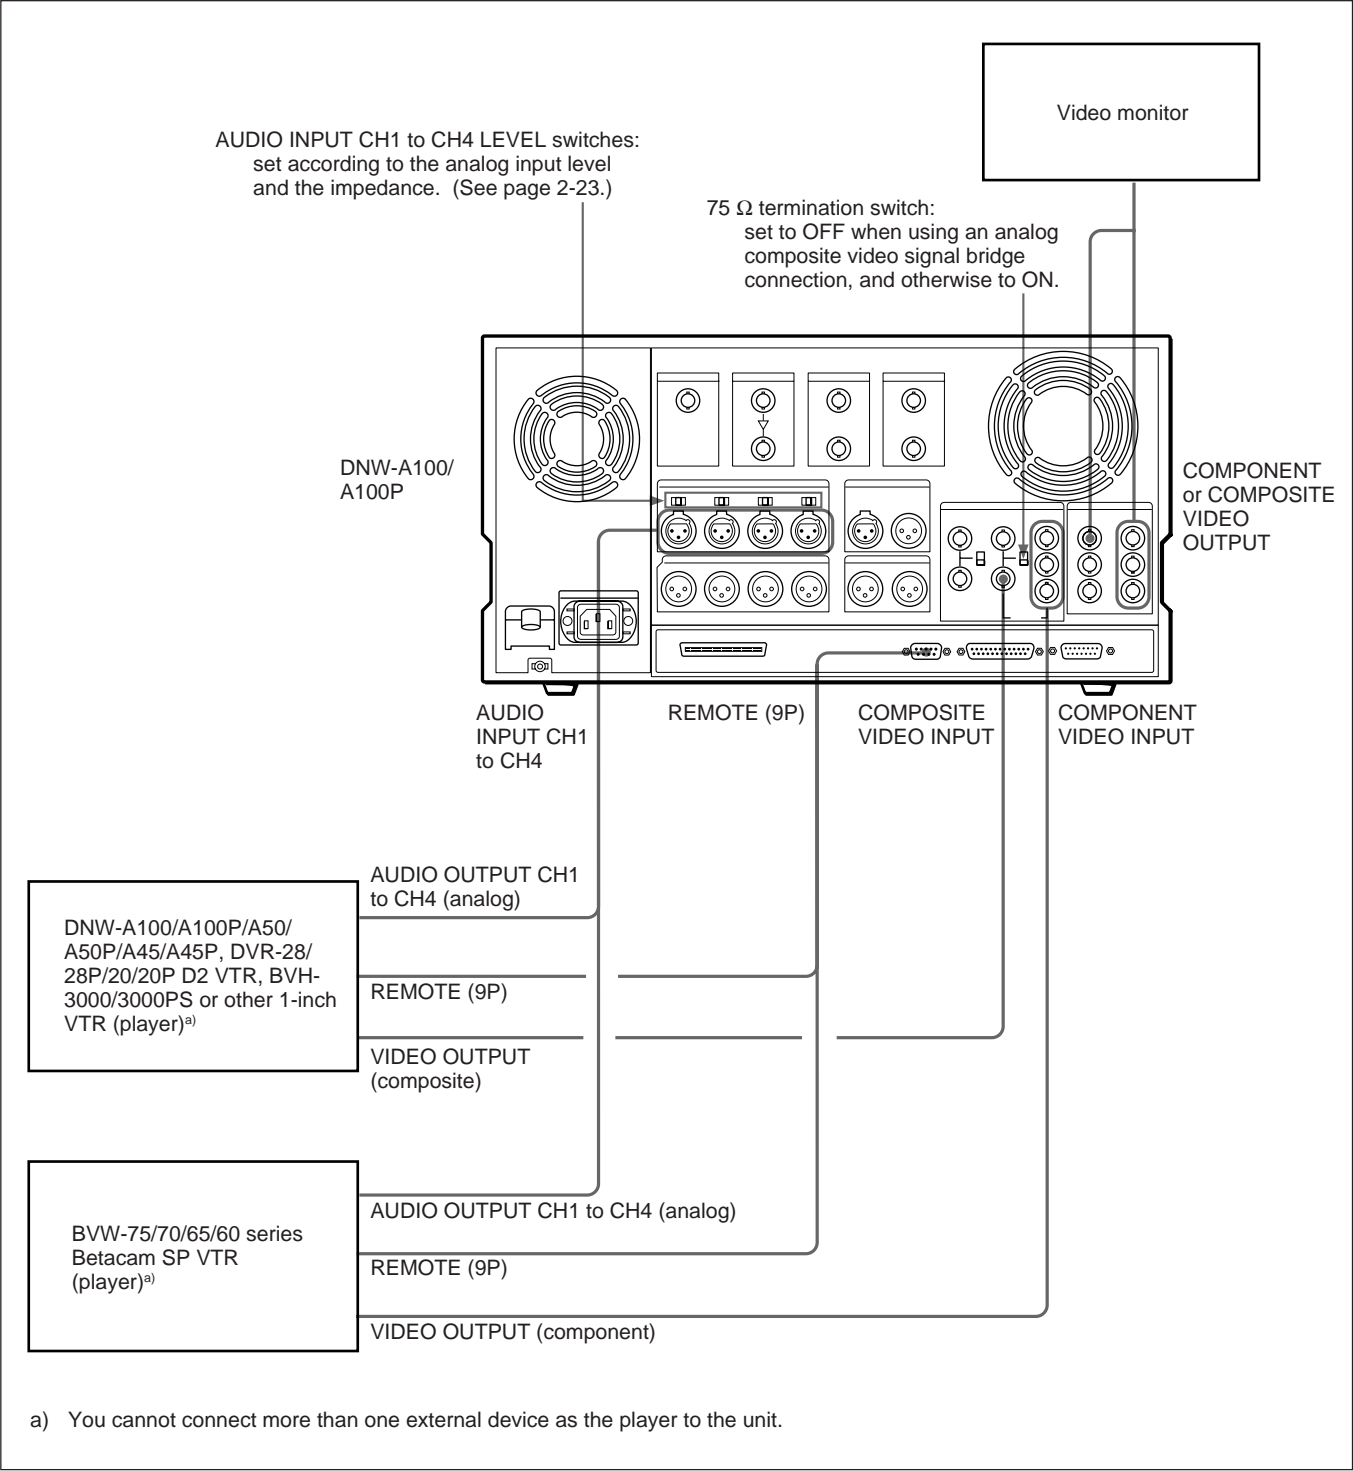 Video monitor
AUDIO INPUT CH1 to CH4 LEVEL switches:
set according to the analog input level
and the impedance. (See page 2-23.)
75 Ω termination switch:
set to OFF when using an analog
composite video signal bridge
connection, and otherwise to ON.
DNW-A100/
A100P
COMPONENT
or COMPOSITE
VIDEO
OUTPUT
AUDIO
INPUT CH1
to CH4
REMOTE (9P)
COMPOSITE
VIDEO INPUT
COMPONENT
VIDEO INPUT
AUDIO OUTPUT CH1
to CH4 (analog)
DNW-A100/A100P/A50/
A50P/A45/A45P, DVR-28/
28P/20/20P D2 VTR, BVH-
3000/3000PS or other 1-inch
VTR (player)a)
REMOTE (9P)
VIDEO OUTPUT
(composite)
BVW-75/70/65/60 series
Betacam SP VTR
(player)a)
AUDIO OUTPUT CH1 to CH4 (analog)
REMOTE (9P)
VIDEO OUTPUT (component)
a) You cannot connect more than one external device as the player to the unit.